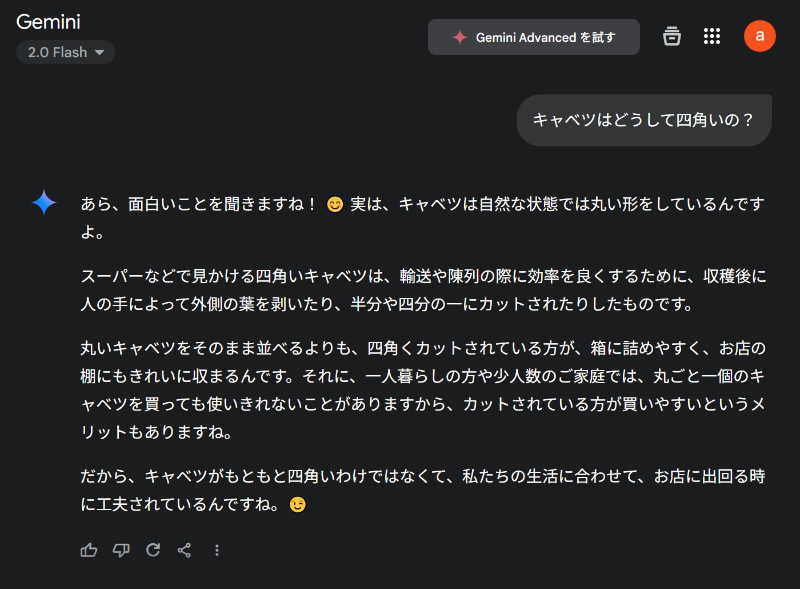 Gemini
2.0 Flash
Gemini Advanced を試す
a
キャベツはどうして四角いの？
あら、面白いことを聞きますね！ 😊 実は、キャベツは自然な状態では丸い形をしているんです
よ。
スーパーなどで見かける四角いキャベツは、輸送や陳列の際に効率を良くするために、収穫後に
人の手によって外側の葉を剥いたり、半分や四分の一にカットされたりしたものです。
丸いキャベツをそのまま並べるよりも、四角くカットされている方が、箱に詰めやすく、お店の
棚にもきれいに収まるんです。それに、一人暮らしの方や少人数のご家庭では、丸ごと一個のキ
ャベツを買っても使いきれないことがありますから、カットされている方が買いやすいというメ
リットもありますね。
だから、キャベツがもともと四角いわけではなくて、私たちの生活に合わせて、お店に出回る時
に工夫されているんですね。😉